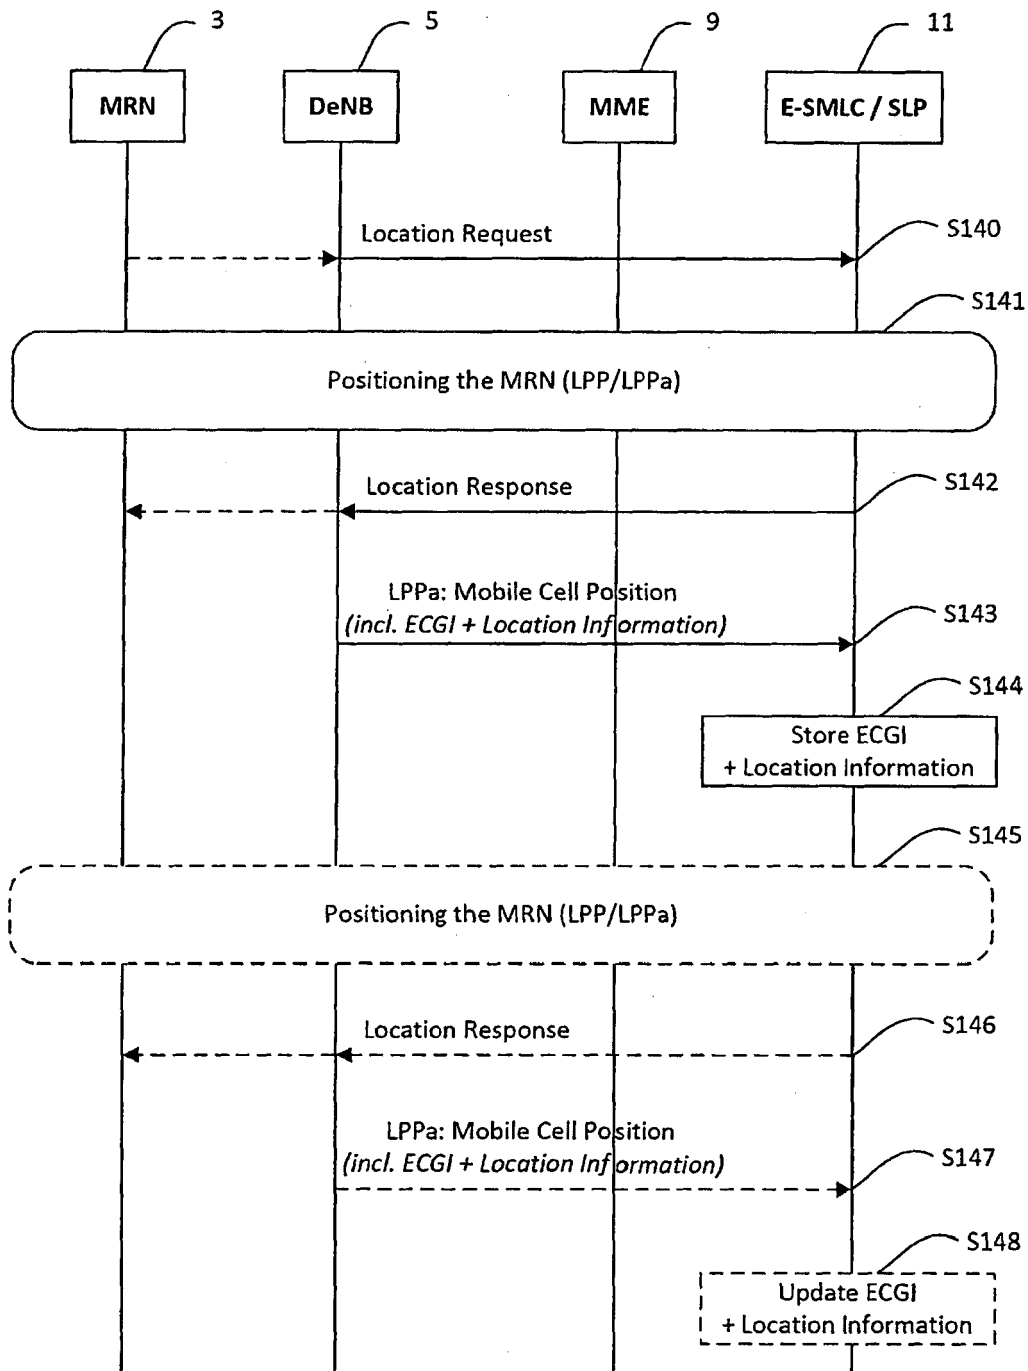 3
5
9
11
MRN
DeNB
MME
E-SMLC / SLP
Location Request
S140
S141
Positioning the MRN (LPP/LPPa)
Location Response
S142
LPPa: Mobile Cell Position
(incl. ECGI + Location Information)
S143
S144
Store ECGI
+ Location Information
S145
Positioning the MRN (LPP/LPPa)
Location Response
S146
LPPa: Mobile Cell Position
(incl. ECGI + Location Information)
S147
S148
Update ECGI
+ Location Information